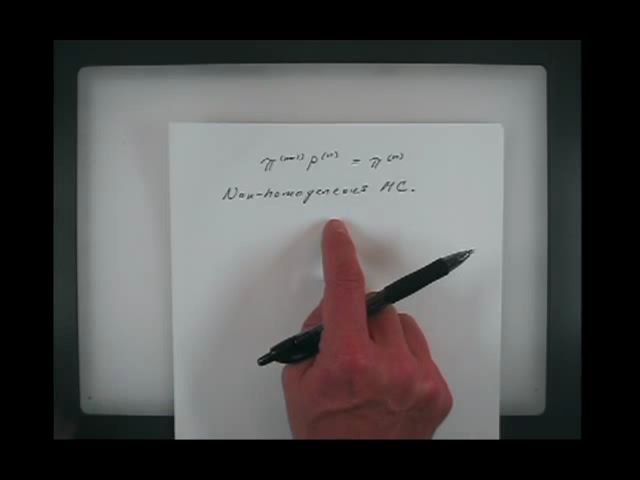 π^(n-1) P^(n) = π^(n)
Non-homogeneous MC.